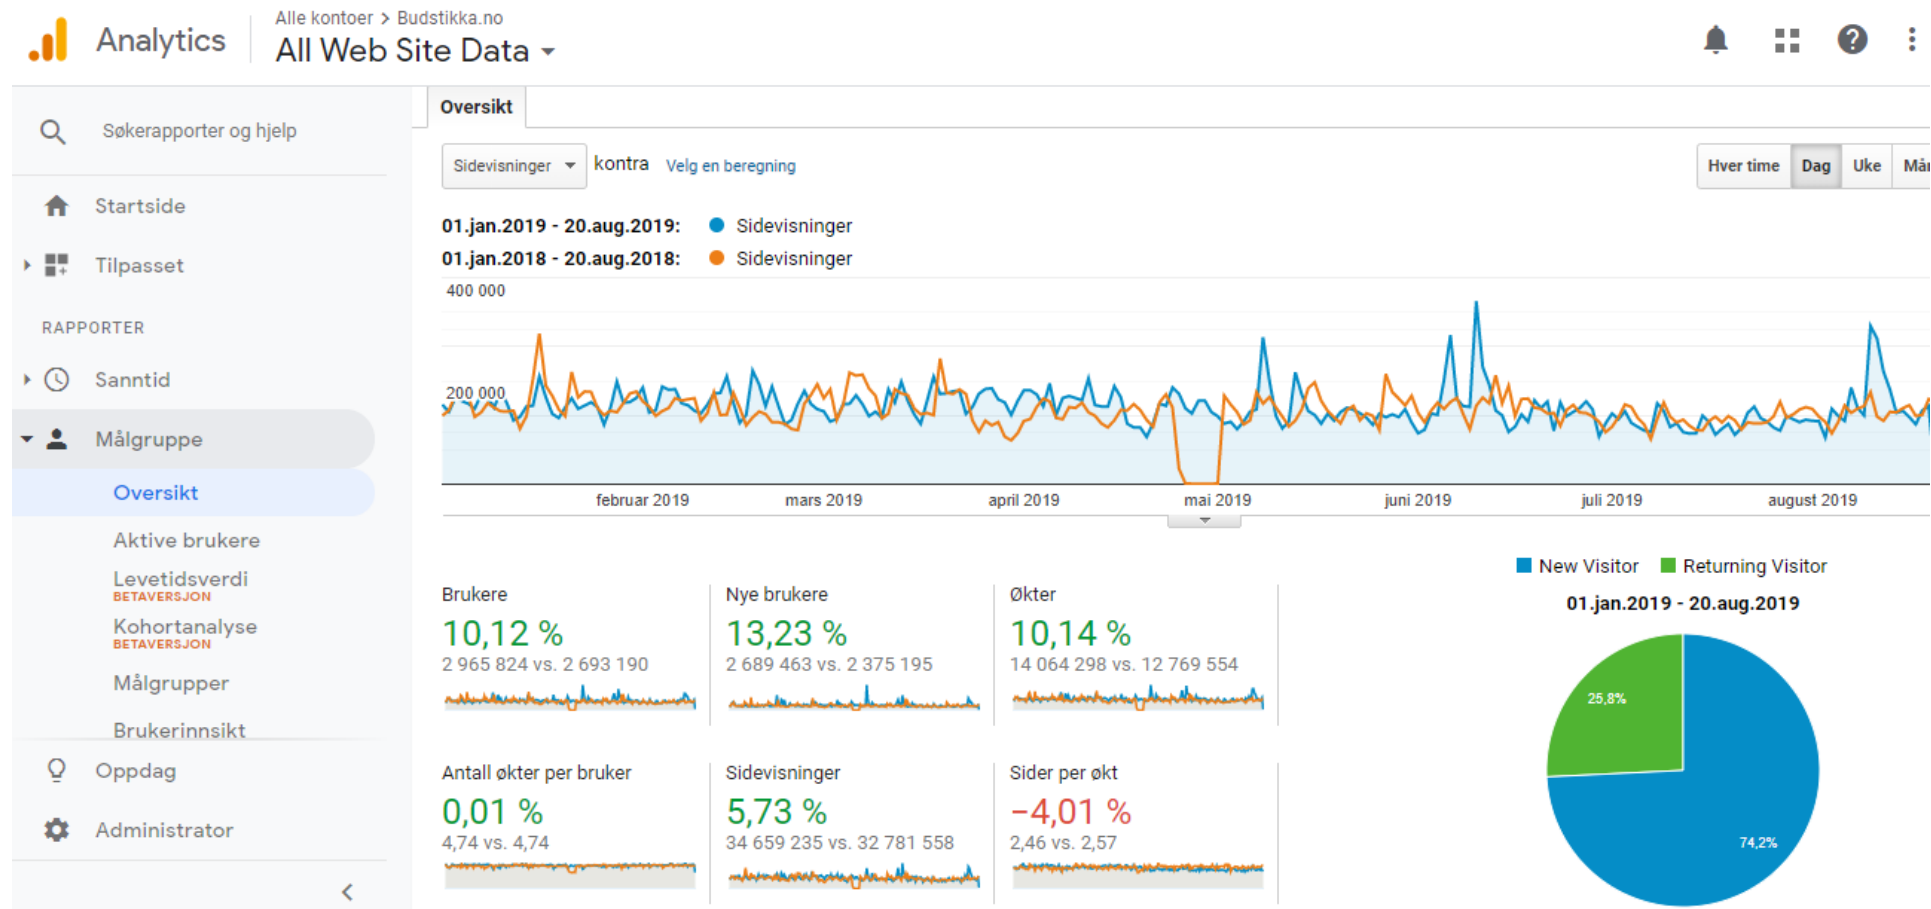 Alle kontoer > Budstikka.no
Analytics
All Web Site Data
Søkerapporter og hjelp
Startside
Tilpasset
RAPPORTER
Sanntid
Målgruppe
Oversikt
Aktive brukere
Levetidsverdi
BETAVERSJON
Kohortanalyse
BETAVERSJON
Målgrupper
Brukerinnsikt
Oppdag
Administrator
Oversikt
Sidevisninger kontra Velg en beregning
Hver time Dag Uke Mån
01.jan.2019 - 20.aug.2019: Sidevisninger
01.jan.2018 - 20.aug.2018: Sidevisninger
400 000
200 000
februar 2019 mars 2019 april 2019 mai 2019 juni 2019 juli 2019 august 2019
Brukere
10,12 %
2 965 824 vs. 2 693 190
Nye brukere
13,23 %
2 689 463 vs. 2 375 195
Økter
10,14 %
14 064 298 vs. 12 769 554
Antall økter per bruker
0,01 %
4,74 vs. 4,74
Sidevisninger
5,73 %
34 659 235 vs. 32 781 558
Sider per økt
−4,01 %
2,46 vs. 2,57
New Visitor Returning Visitor
01.jan.2019 - 20.aug.2019
25,8%
74,2%